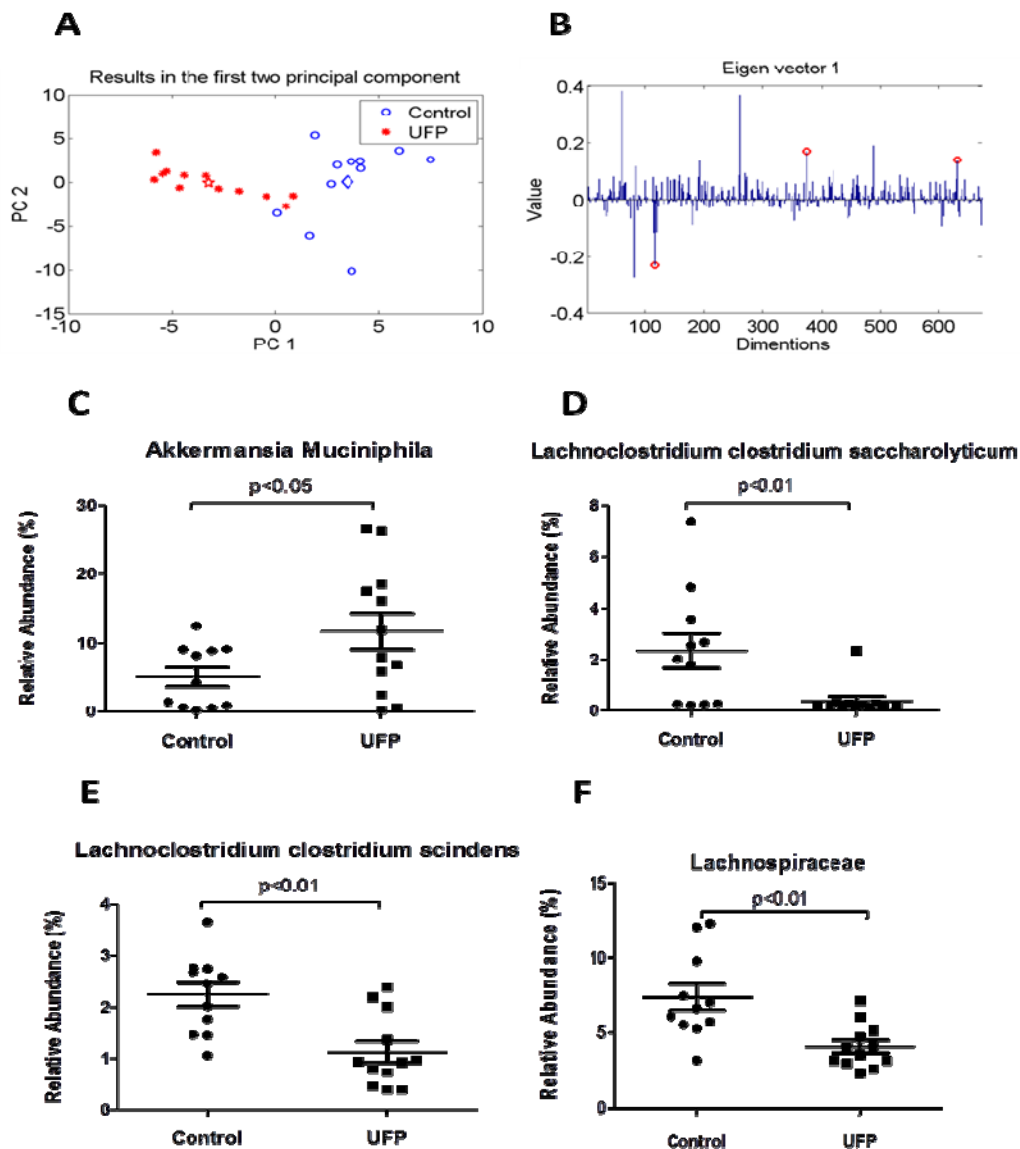 A
Results in the first two principal component
10
5
0
-5
-10
-15
PC 2
Control
UFP
-10
-5
0
5
10
PC 1
B
Eigen vector 1
0.4
0.2
0
-0.2
-0.4
Value
100
200
300
400
500
600
Dimentions
C
Akkermansia Muciniphila
p<0.05
30
20
10
0
Relative Abundance (%)
Control
UFP
D
Lachnoclostridium clostridium saccharolyticum
p<0.01
8
6
4
2
0
Relative Abundance (%)
Control
UFP
E
Lachnoclostridium clostridium scindens
p<0.01
4
3
2
1
0
Relative Abundance (%)
Control
UFP
F
Lachnospiraceae
p<0.01
15
10
5
0
Relative Abundance (%)
Control
UFP